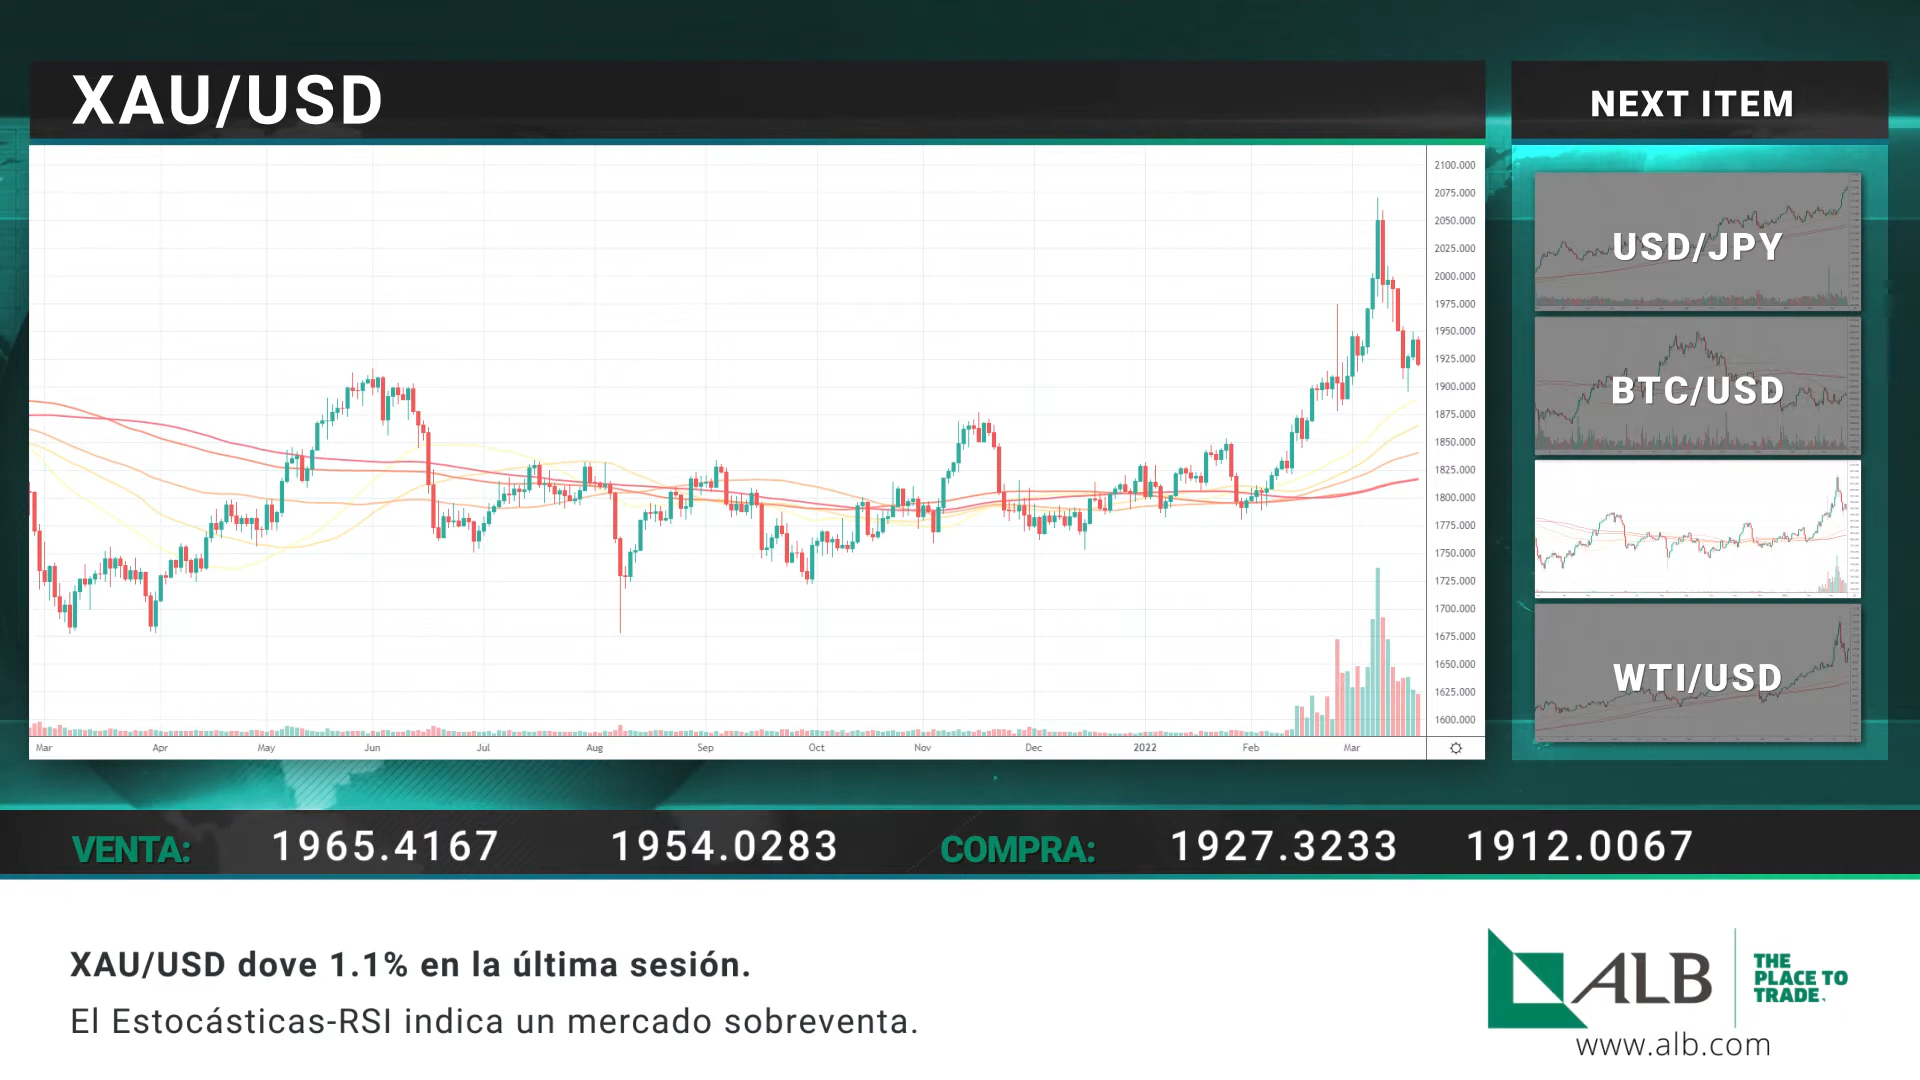 XAU/USD
NEXT ITEM
2100.000
2075.000
2050.000
2025.000
2000.000
1975.000
1950.000
1925.000
1900.000
1875.000
1850.000
1825.000
1800.000
1775.000
1750.000
1725.000
1700.000
1675.000
1650.000
1625.000
1600.000
Mar Apr May Jun Jul Aug Sep Oct Nov Dec 2022 Feb Mar
USD/JPY
BTC/USD
WTI/USD
VENTA: 1965.4167 1954.0283 COMPRA: 1927.3233 1912.0067
XAU/USD dove 1.1% en la última sesión.
El Estocásticas-RSI indica un mercado sobreventa.
ALB
THE
PLACE TO
TRADE.
www.alb.com